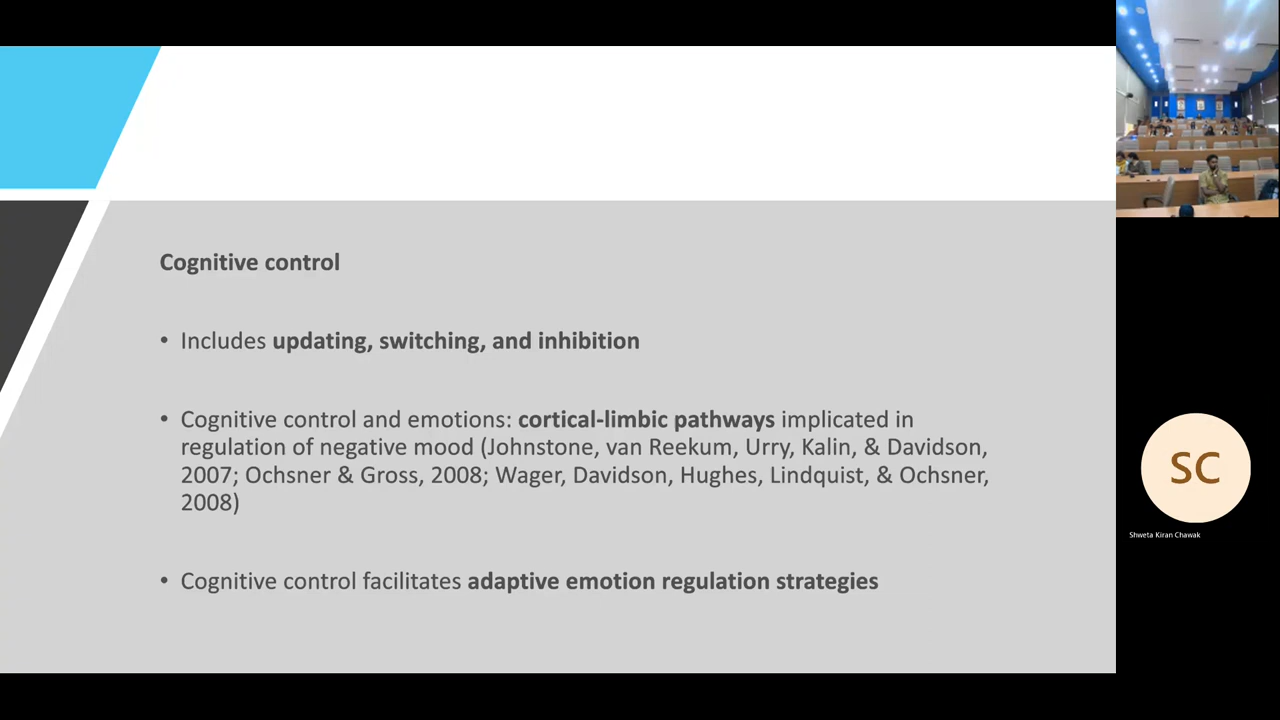 Cognitive control
• Includes updating, switching, and inhibition
• Cognitive control and emotions: cortical-limbic pathways implicated in
regulation of negative mood (Johnstone, van Reekum, Urry, Kalin, & Davidson,
2007; Ochsner & Gross, 2008; Wager, Davidson, Hughes, Lindquist, & Ochsner,
2008)
• Cognitive control facilitates adaptive emotion regulation strategies
SC
Shweta Kiran Chawak